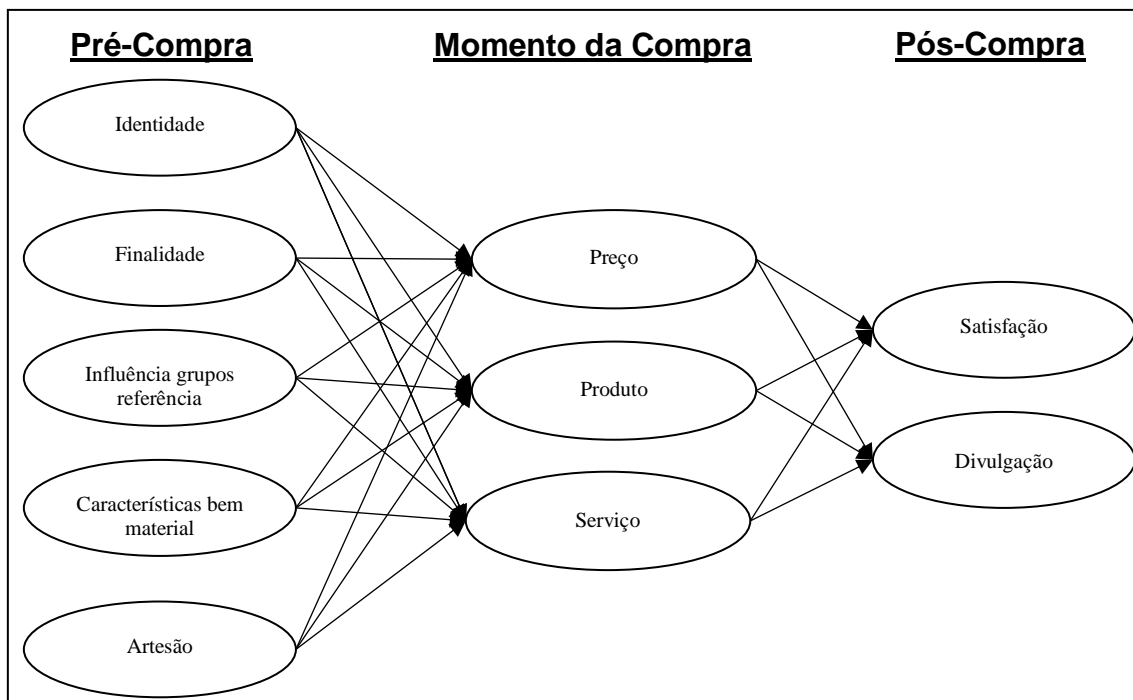 Pré-Compra
Momento da Compra
Pós-Compra
Identidade
Finalidade
Influência grupos
referência
Características bem
material
Artesão
Preço
Produto
Serviço
Satisfação
Divulgação